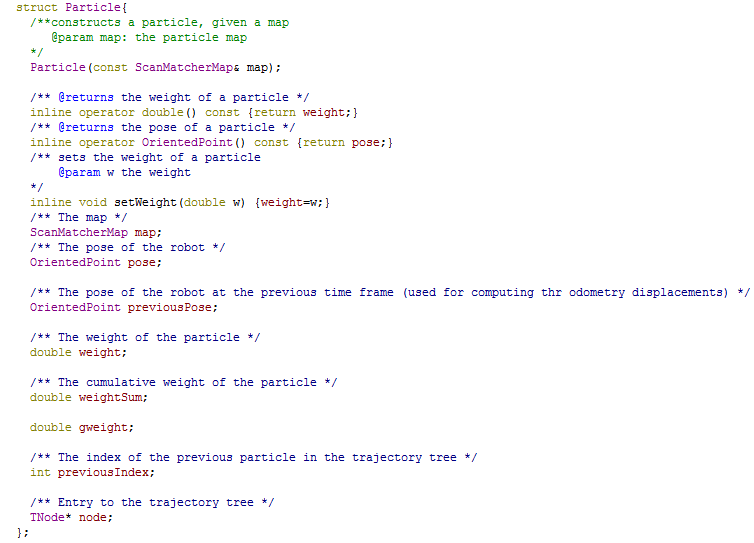 struct Particle{
/**constructs a particle, given a map
@param map: the particle map
*/
Particle(const ScanMatcherMap& map);
/** @returns the weight of a particle */
inline operator double() const {return weight;}
/** @returns the pose of a particle */
inline operator OrientedPoint() const {return pose;}
/** sets the weight of a particle
@param w the weight
*/
inline void setWeight(double w) {weight=w;}
/** The map */
ScanMatcherMap map;
/** The pose of the robot */
OrientedPoint pose;
/** The pose of the robot at the previous time frame (used for computing thr odometry displacements) */
OrientedPoint previousPose;
/** The weight of the particle */
double weight;
/** The cumulative weight of the particle */
double weightSum;
double gweight;
/** The index of the previous particle in the trajectory tree */
int previousIndex;
/** Entry to the trajectory tree */
TNode* node;
};